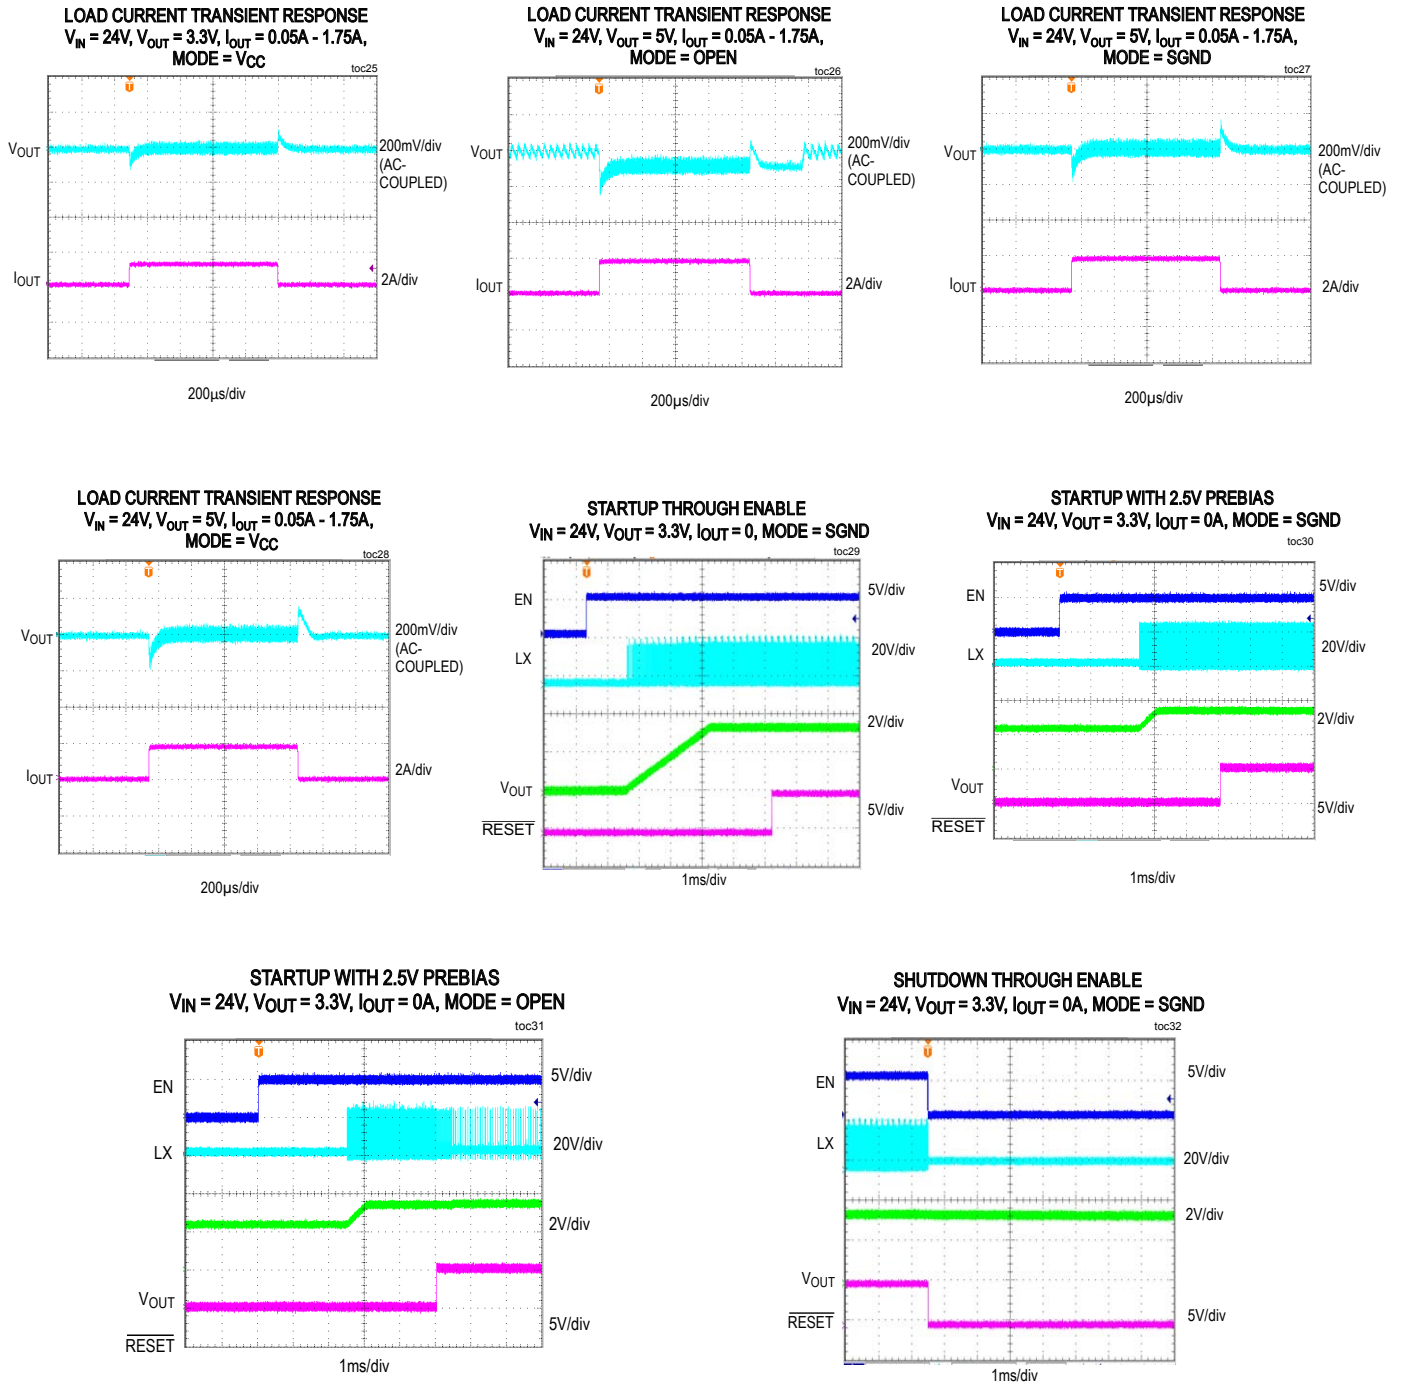 LOAD CURRENT TRANSIENT RESPONSE
VIN = 24V, VOUT = 3.3V, IOUT = 0.05A - 1.75A,
MODE = VCC
toc25
T
VOUT
200mV/div
(AC-
COUPLED)
IOUT
2A/div
200µs/div
LOAD CURRENT TRANSIENT RESPONSE
VIN = 24V, VOUT = 5V, IOUT = 0.05A - 1.75A,
MODE = OPEN
toc26
T
VOUT
200mV/div
(AC-
COUPLED)
IOUT
2A/div
200µs/div
LOAD CURRENT TRANSIENT RESPONSE
VIN = 24V, VOUT = 5V, IOUT = 0.05A - 1.75A,
MODE = SGND
toc27
T
VOUT
200mV/div
(AC-
COUPLED)
IOUT
2A/div
200µs/div
LOAD CURRENT TRANSIENT RESPONSE
VIN = 24V, VOUT = 5V, IOUT = 0.05A - 1.75A,
MODE = VCC
toc28
T
VOUT
200mV/div
(AC-
COUPLED)
IOUT
2A/div
200µs/div
STARTUP THROUGH ENABLE
VIN = 24V, VOUT = 3.3V, IOUT = 0, MODE = SGND
toc29
T
EN
5V/div
LX
20V/div
2V/div
VOUT
5V/div
RESET
1ms/div
STARTUP WITH 2.5V PREBIAS
VIN = 24V, VOUT = 3.3V, IOUT = 0A, MODE = SGND
toc30
T
EN
5V/div
LX
20V/div
2V/div
VOUT
5V/div
RESET
1ms/div
STARTUP WITH 2.5V PREBIAS
VIN = 24V, VOUT = 3.3V, IOUT = 0A, MODE = OPEN
toc31
T
EN
5V/div
LX
20V/div
2V/div
VOUT
5V/div
RESET
1ms/div
SHUTDOWN THROUGH ENABLE
VIN = 24V, VOUT = 3.3V, IOUT = 0A, MODE = SGND
toc32
T
EN
5V/div
LX
20V/div
2V/div
VOUT
5V/div
RESET
1ms/div